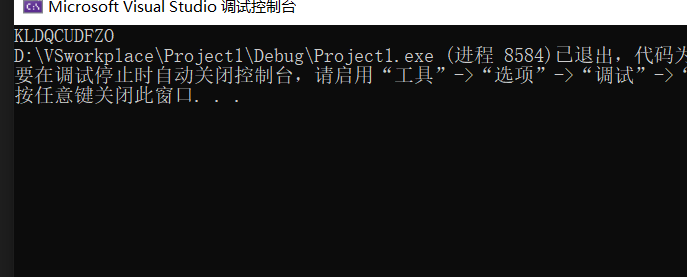 Microsoft Visual Studio 调试控制台
KLDQCUDFZO
D:\VSworkplace\Project1\Debug\Project1.exe (进程 8584)已退出，代码为
要在调试停止时自动关闭控制台，请启用“工具”->“选项”->“调试”->“
按任意键关闭此窗口. . .